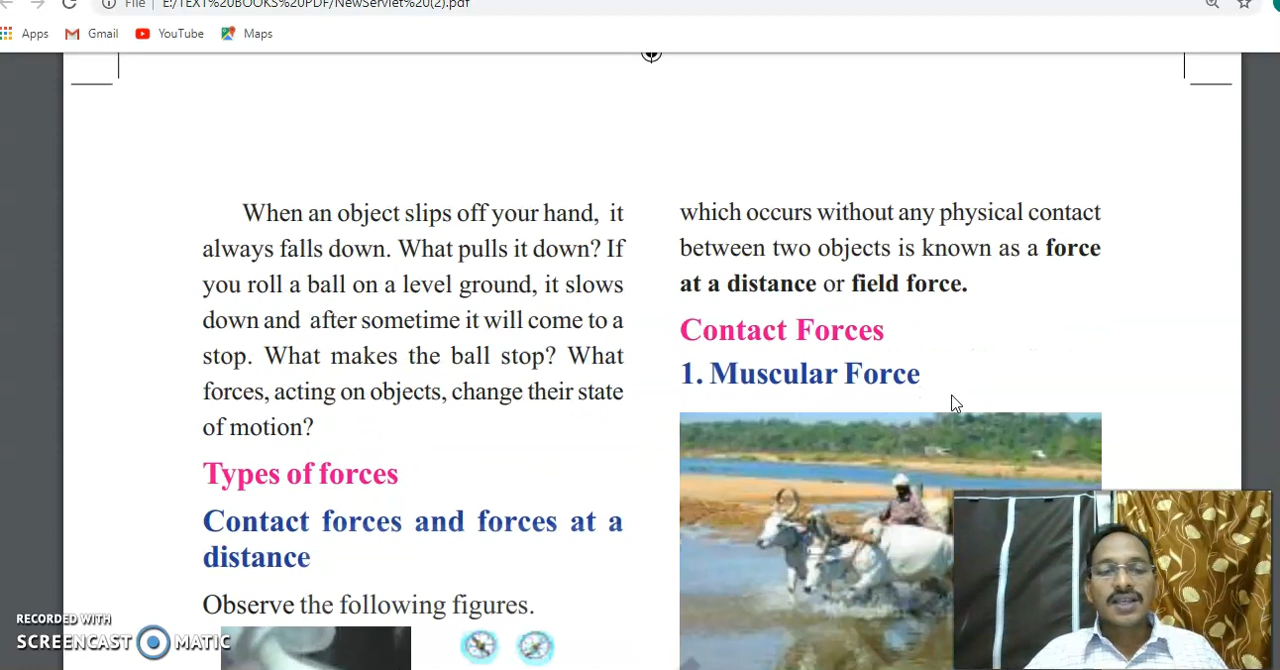 File
E:/TEXT%20BOOKS%20PDF/NewServlet%20(2).pdf
Apps
Gmail
YouTube
Maps
When an object slips off your hand, it
always falls down. What pulls it down? If
you roll a ball on a level ground, it slows
down and after sometime it will come to a
stop. What makes the ball stop? What
forces, acting on objects, change their state
of motion?
Types of forces
Contact forces and forces at a
distance
Observe the following figures.
which occurs without any physical contact
between two objects is known as a force
at a distance or field force.
Contact Forces
1. Muscular Force
RECORDED WITH
SCREENCAST MATIC